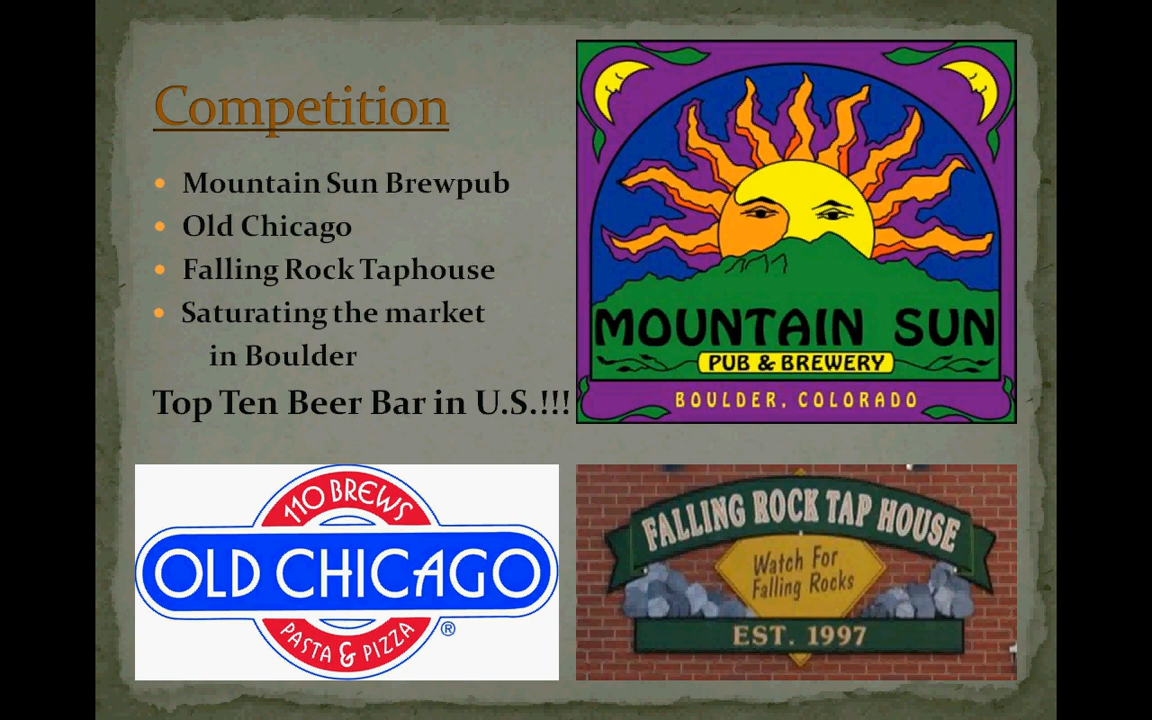 Competition
Mountain Sun Brewpub
Old Chicago
Falling Rock Taphouse
Saturating the market
in Boulder
Top Ten Beer Bar in U.S.!!!
MOUNTAIN SUN
PUB & BREWERY
BOULDER, COLORADO
110 BREWS
OLD CHICAGO
PASTA & PIZZA
®
FALLING ROCK TAP HOUSE
Watch For
Falling Rocks
EST. 1997